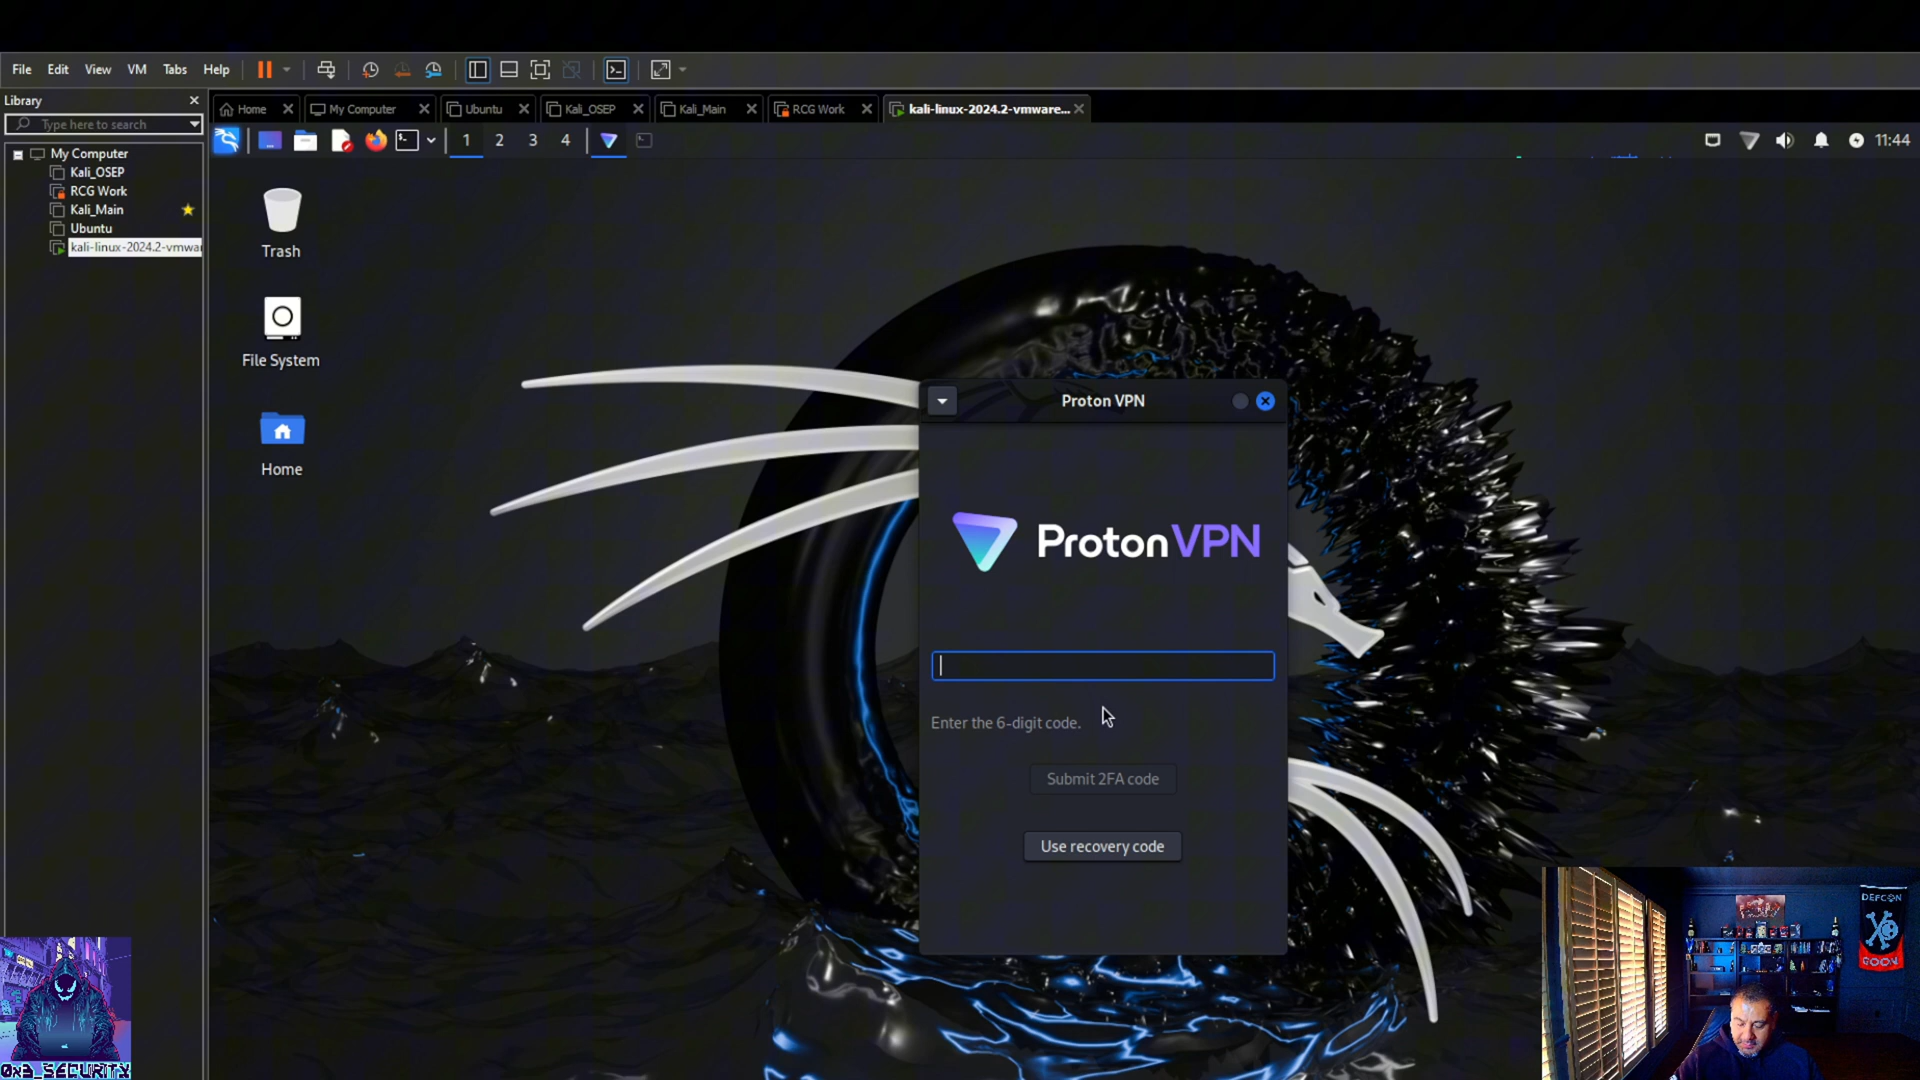 File Edit View VM Tabs Help
Library
Type here to search
Home My Computer Ubuntu Kali_OSEP Kali_Main RCG Work kali-linux-2024.2-vmware...
1 2 3 4
11:44
My Computer
Kali_OSEP
RCG Work
Kali_Main
Ubuntu
kali-linux-2024.2-vmwa
Trash
File System
Home
Proton VPN
ProtonVPN
Enter the 6-digit code.
Submit 2FA code
Use recovery code
DEFCON
GOON
0x3_SECURITY